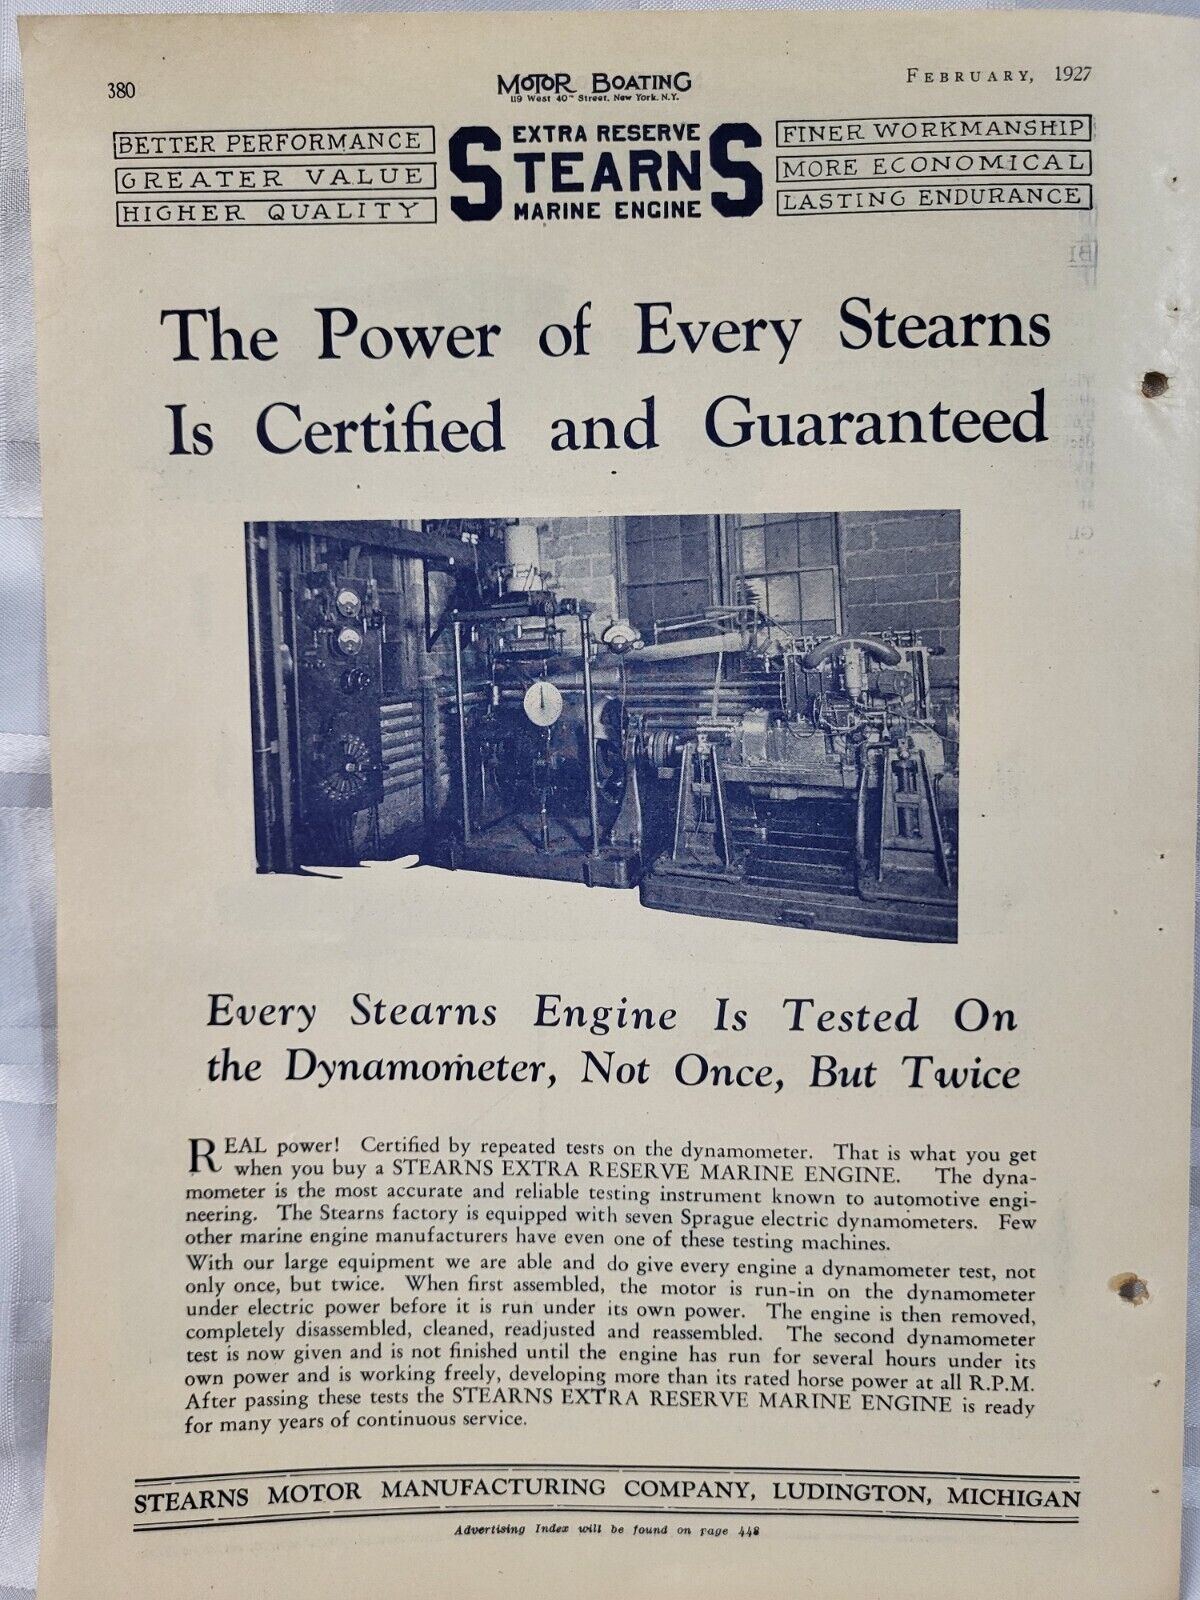 380
MOTOR BOATING
119 West 40TH Street, New York, N.Y.
FEBRUARY, 1927
BETTER PERFORMANCE
GREATER VALUE
HIGHER QUALITY
EXTRA RESERVE
STEARNS
MARINE ENGINE
FINER WORKMANSHIP
MORE ECONOMICAL
LASTING ENDURANCE
The Power of Every Stearns
Is Certified and Guaranteed
Every Stearns Engine Is Tested On
the Dynamometer, Not Once, But Twice
REAL power! Certified by repeated tests on the dynamometer. That is what you get
when you buy a STEARNS EXTRA RESERVE MARINE ENGINE. The dyna-
mometer is the most accurate and reliable testing instrument known to automotive engi-
neering. The Stearns factory is equipped with seven Sprague electric dynamometers. Few
other marine engine manufacturers have even one of these testing machines.
With our large equipment we are able and do give every engine a dynamometer test, not
only once, but twice. When first assembled, the motor is run-in on the dynamometer
under electric power before it is run under its own power. The engine is then removed,
completely disassembled, cleaned, readjusted and reassembled. The second dynamometer
test is now given and is not finished until the engine has run for several hours under its
own power and is working freely, developing more than its rated horse power at all R.P.M.
After passing these tests the STEARNS EXTRA RESERVE MARINE ENGINE is ready
for many years of continuous service.
STEARNS MOTOR MANUFACTURING COMPANY, LUDINGTON, MICHIGAN
Advertising Index will be found on page 448